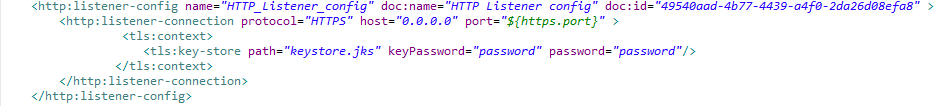 <http:listener-config name="HTTP_Listener_config" doc:name="HTTP Listener config" doc:id="49540aad-4b77-4439-a4f0-2da26d08efa8" >
<http:listener-connection protocol="HTTPS" host="0.0.0.0" port="${https.port}" >
<tls:context>
<tls:key-store path="keystore.jks" keyPassword="password" password="password"/>
</tls:context>
</http:listener-connection>
</http:listener-config>